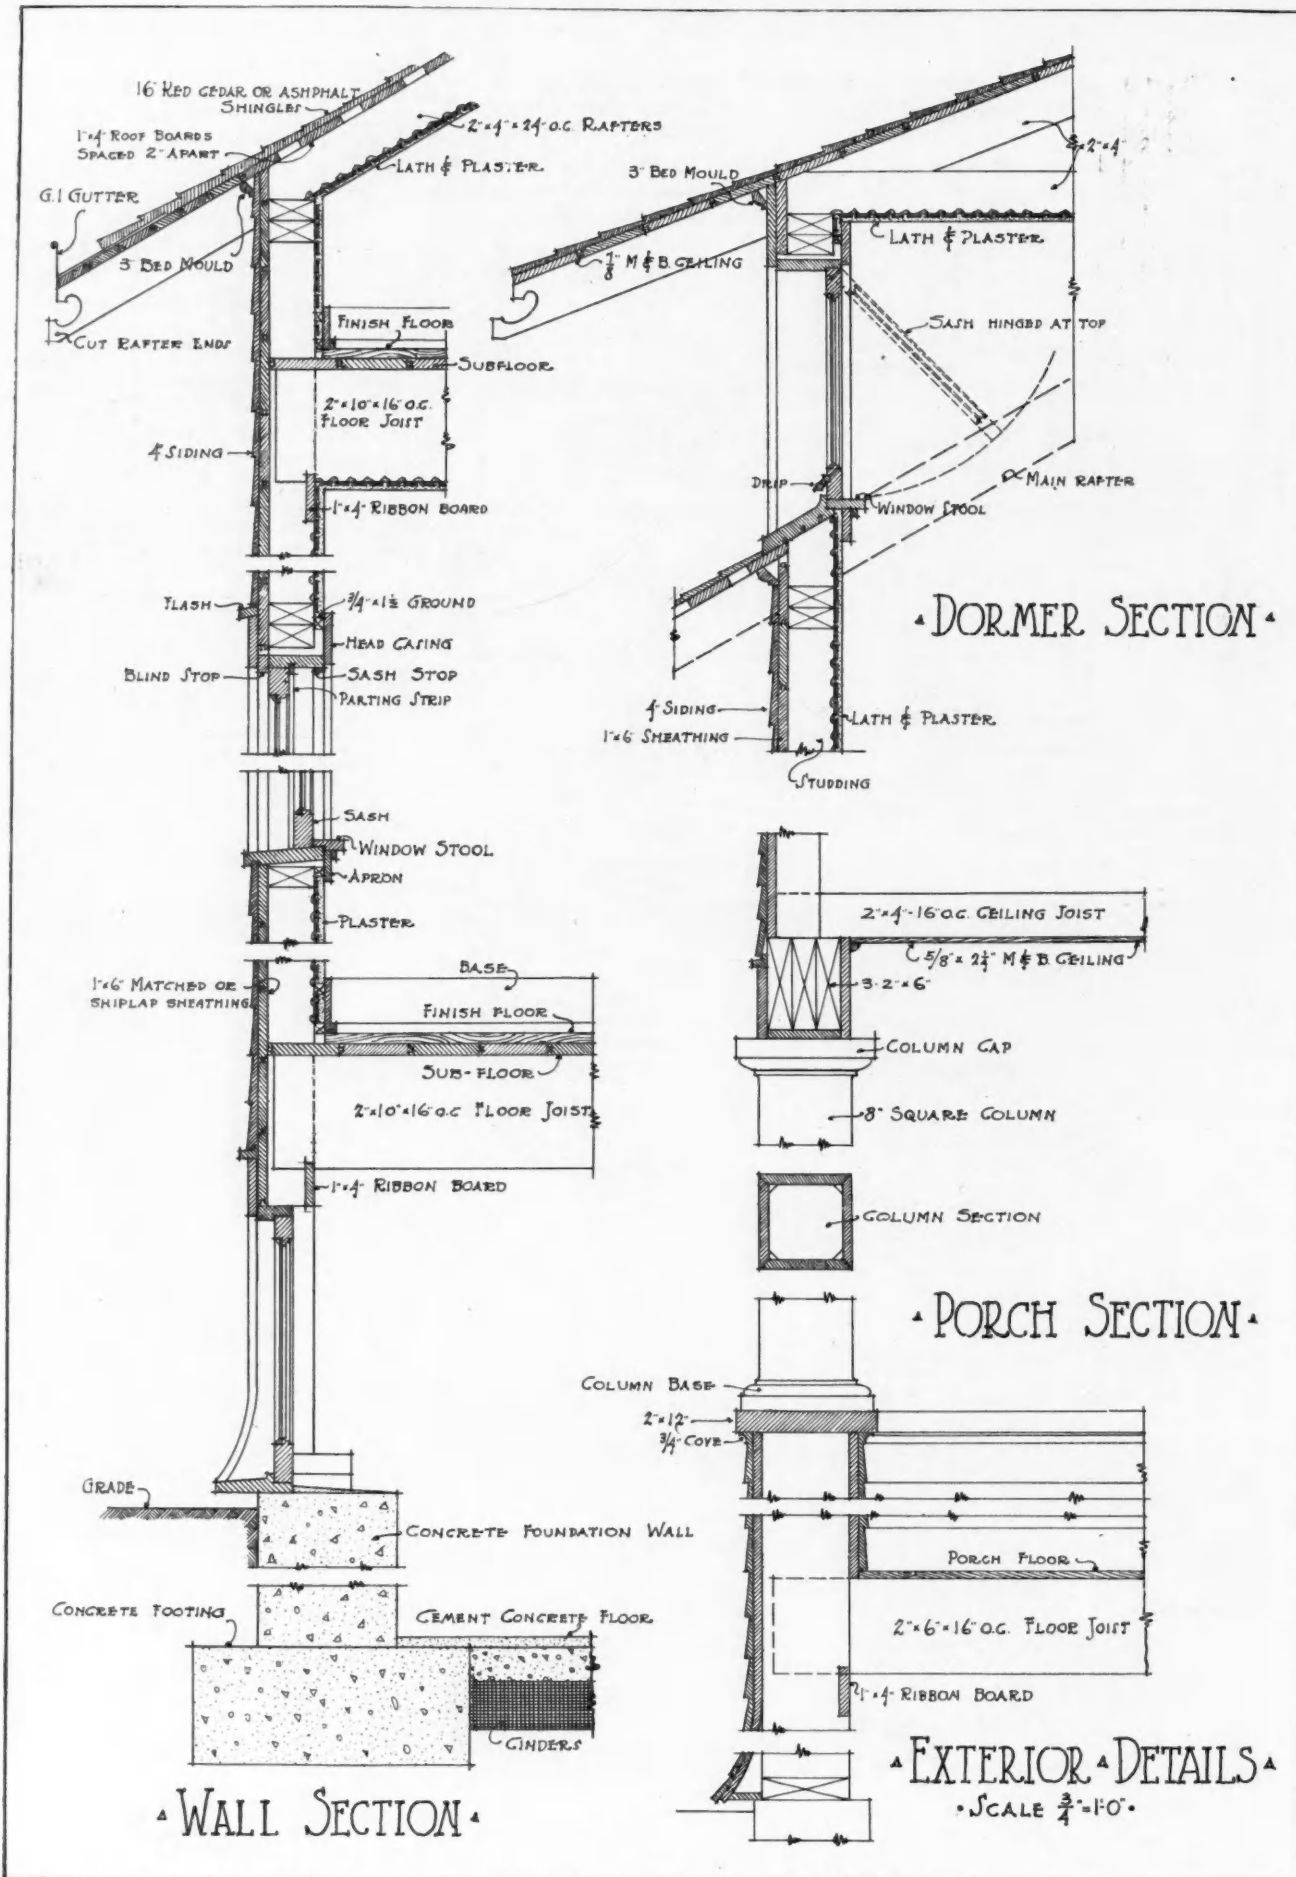 16" RED CEDAR OR ASHPHALT
SHINGLES
1"x4" ROOF BOARDS
SPACED 2" APART
G.I GUTTER
3" BED MOULD
CUT RAFTER ENDS
2"x4"x24" O.C. RAFTERS
LATH & PLASTER
FINISH FLOOR
SUBFLOOR
2"x10"x16" O.C.
FLOOR JOIST
4" SIDING
1"x4" RIBBON BOARD
FLASH
3/4"x1½ GROUND
HEAD CASING
BLIND STOP
SASH STOP
PARTING STRIP
SASH
WINDOW STOOL
APRON
PLASTER
1"x6" MATCHED OR
SHIPLAP SHEATHING
BASE
FINISH FLOOR
SUB-FLOOR
2"x10"x16" O.C FLOOR JOIST
1"x4" RIBBON BOARD
GRADE
CONCRETE FOUNDATION WALL
CONCRETE FOOTING
CEMENT CONCRETE FLOOR
CINDERS
WALL SECTION
3" BED MOULD
2"x4"
LATH & PLASTER
7/8" M & B. CEILING
SASH HINGED AT TOP
DRIP
WINDOW STOOL
MAIN RAFTER
DORMER SECTION
4" SIDING
1"x6" SHEATHING
LATH & PLASTER
STUDDING
2"x4"-16" O.C. CEILING JOIST
5/8"x2¼" M & B. CEILING
3-2"x6"
COLUMN CAP
8" SQUARE COLUMN
COLUMN SECTION
PORCH SECTION
COLUMN BASE
2"x12"
3/4" COVE
PORCH FLOOR
2"x6"x16" O.C. FLOOR JOIST
1"x4" RIBBON BOARD
EXTERIOR DETAILS
SCALE ¾"=1'-0"